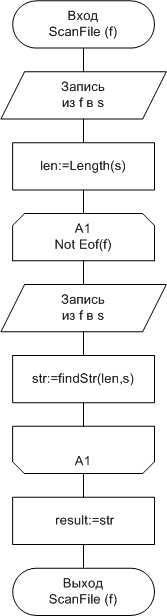 Вход
ScanFile (f)
Запись
из f в s
len:=Length(s)
A1
Not Eof(f)
Запись
из f в s
str:=findStr(len,s)
A1
result:=str
Выход
ScanFile (f)